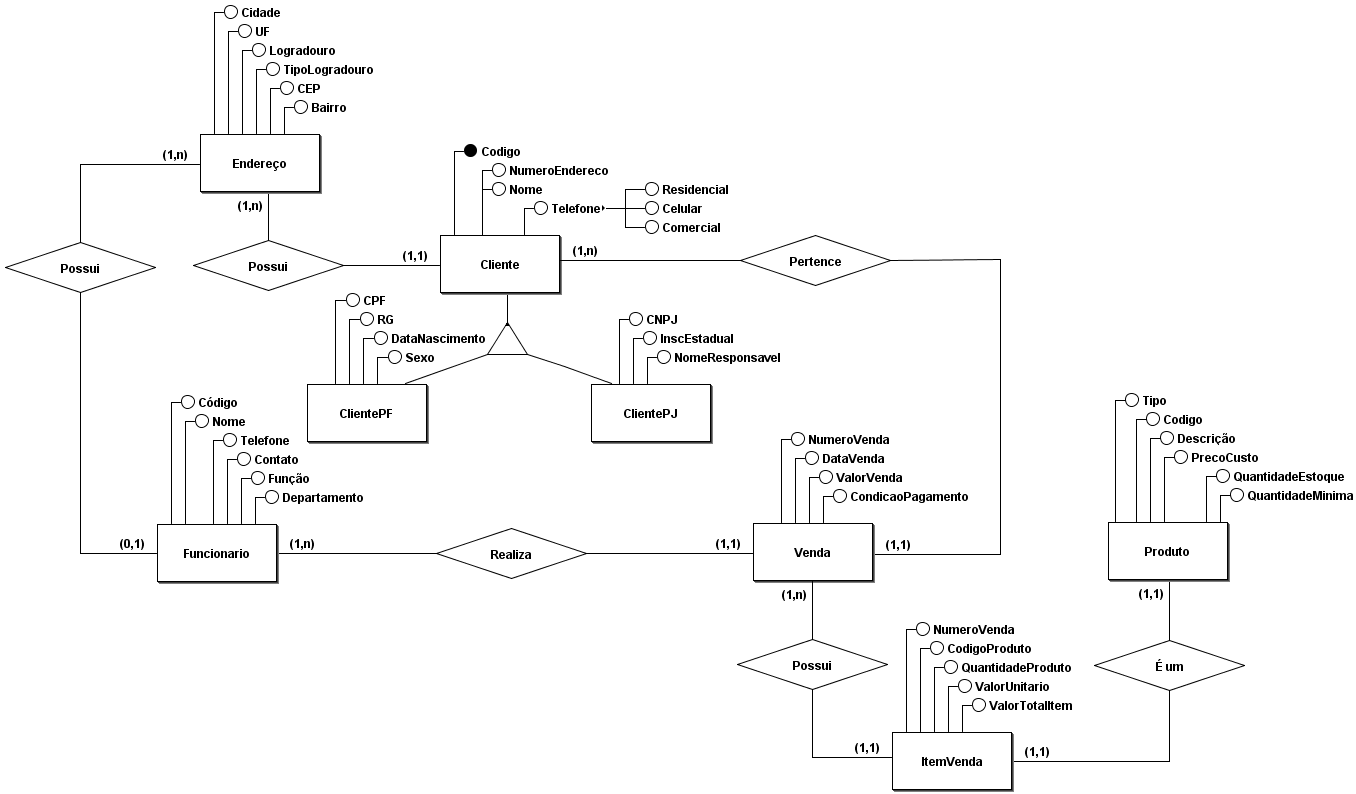 Cidade
UF
Logradouro
TipoLogradouro
CEP
Bairro
Endereço
(1,n)
(1,n)
Possui
Possui
(1,1)
Codigo
NumeroEndereco
Nome
Telefone
Residencial
Celular
Comercial
Cliente
(1,n)
Pertence
CPF
RG
DataNascimento
Sexo
ClientePF
CNPJ
InscEstadual
NomeResponsavel
ClientePJ
Código
Nome
Telefone
Contato
Função
Departamento
(0,1)
Funcionario
(1,n)
Realiza
(1,1)
NumeroVenda
DataVenda
ValorVenda
CondicaoPagamento
Venda
(1,1)
(1,n)
Possui
Tipo
Codigo
Descrição
PrecoCusto
QuantidadeEstoque
QuantidadeMinima
Produto
(1,1)
É um
NumeroVenda
CodigoProduto
QuantidadeProduto
ValorUnitario
ValorTotalItem
(1,1)
ItemVenda
(1,1)